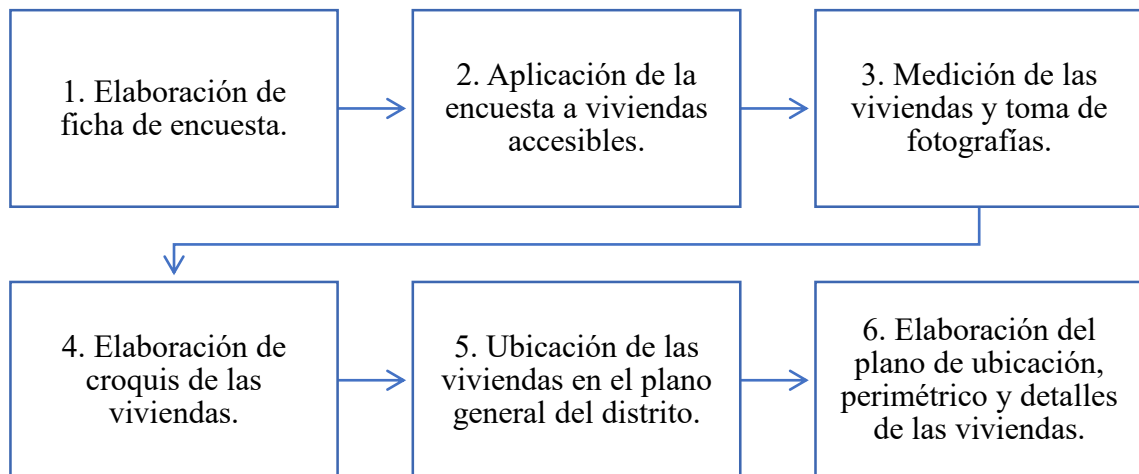 1. Elaboración de
ficha de encuesta.
2. Aplicación de la
encuesta a viviendas
accesibles.
3. Medición de las
viviendas y toma de
fotografías.
4. Elaboración de
croquis de las
viviendas.
5. Ubicación de las
viviendas en el plano
general del distrito.
6. Elaboración del
plano de ubicación,
perimétrico y detalles
de las viviendas.